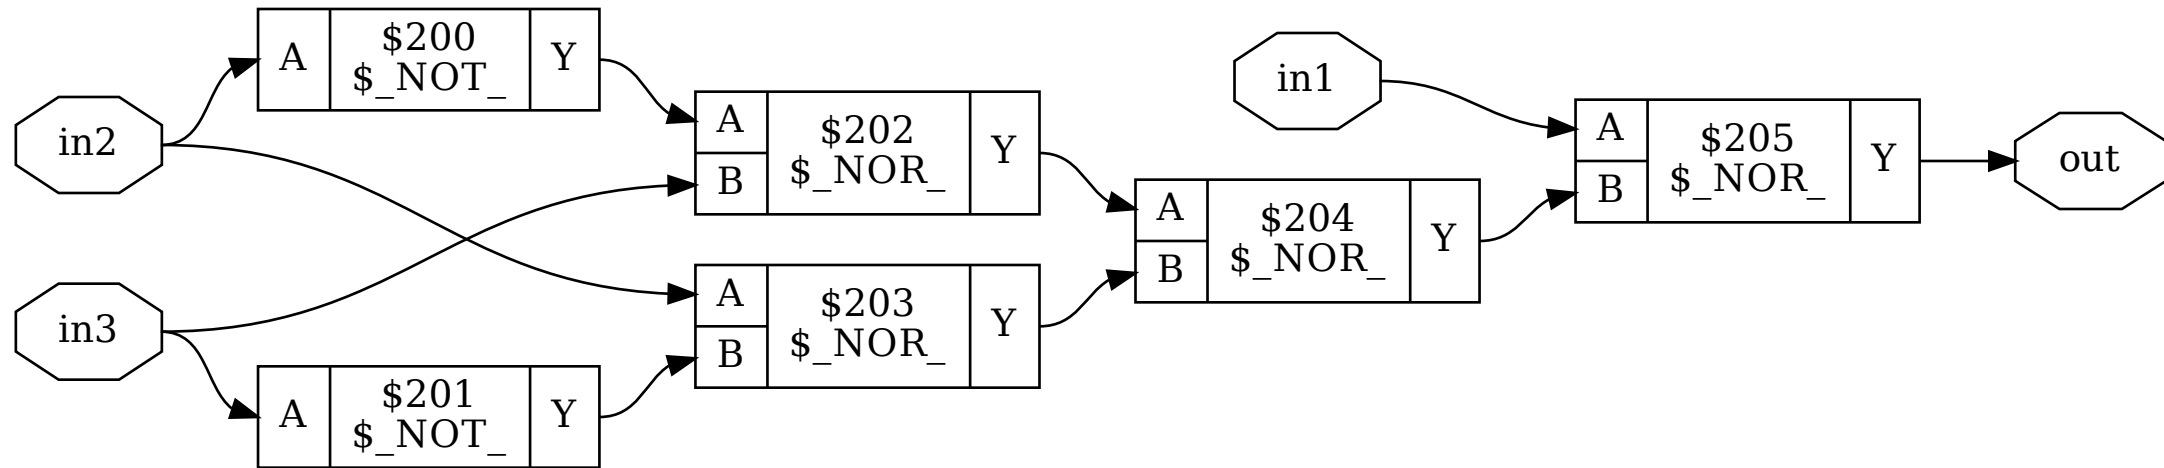 in2
in3
A
$200
$_NOT_
Y
A
$201
$_NOT_
Y
A
B
$202
$_NOR_
Y
A
B
$203
$_NOR_
Y
A
B
$204
$_NOR_
Y
in1
A
B
$205
$_NOR_
Y
out